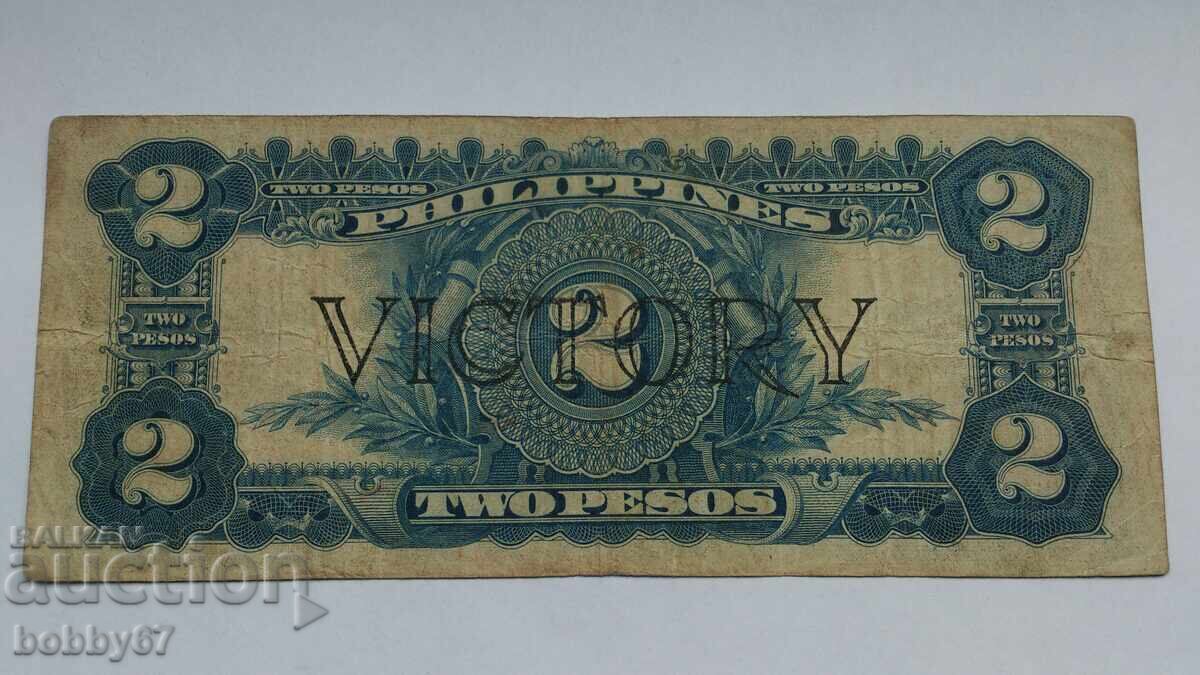 2 TWO PESOS PHILIPPINES TWO PESOS 2
TWO PESOS VICTORY TWO PESOS
2
2 TWO PESOS 2
BALKAN
auction
bobby67